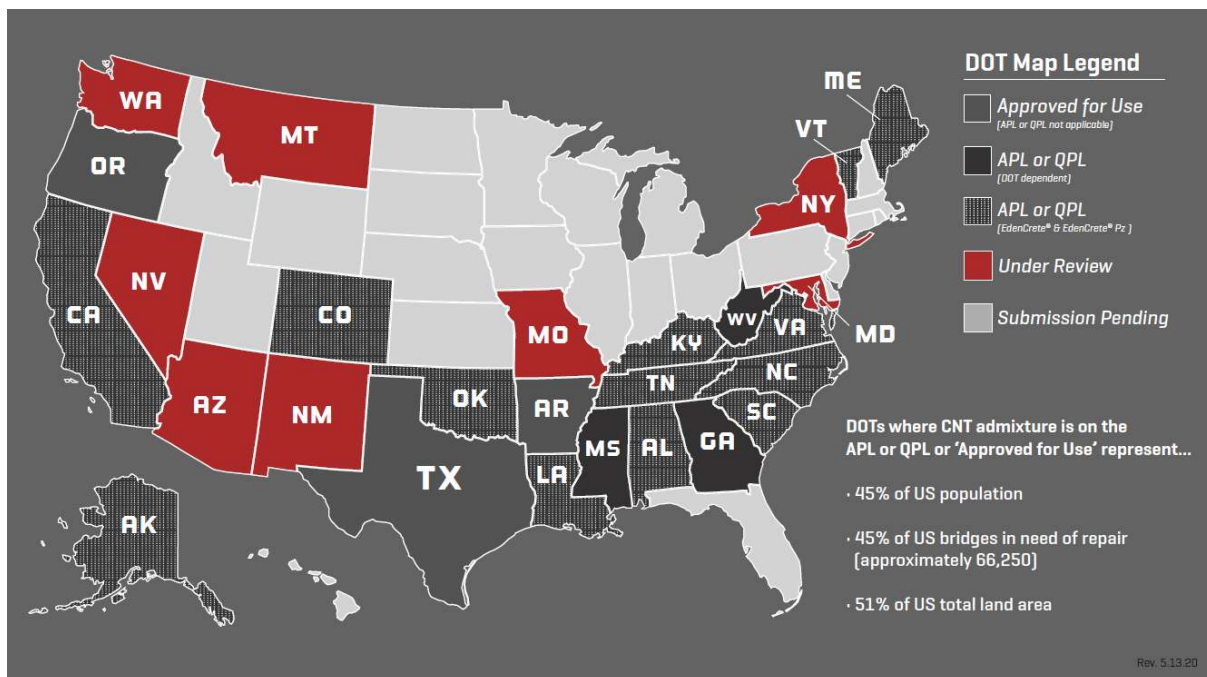 DOT Map Legend
Approved for Use
(APL or QPL not applicable)
APL or QPL
(DOT dependent)
APL or QPL
(EdenCrete® & EdenCrete® Pz )
Under Review
Submission Pending
ME
VT
WA
MT
OR
NY
NV
CA
CO
MO
WV
VA
MD
KY
NC
TN
AZ
NM
OK
AR
SC
MS
AL
GA
TX
LA
AK
DOTs where CNT admixture is on the
APL or QPL or ‘Approved for Use’ represent...
· 45% of US population
· 45% of US bridges in need of repair
(approximately 66,250)
· 51% of US total land area
Rev. 5.13.20